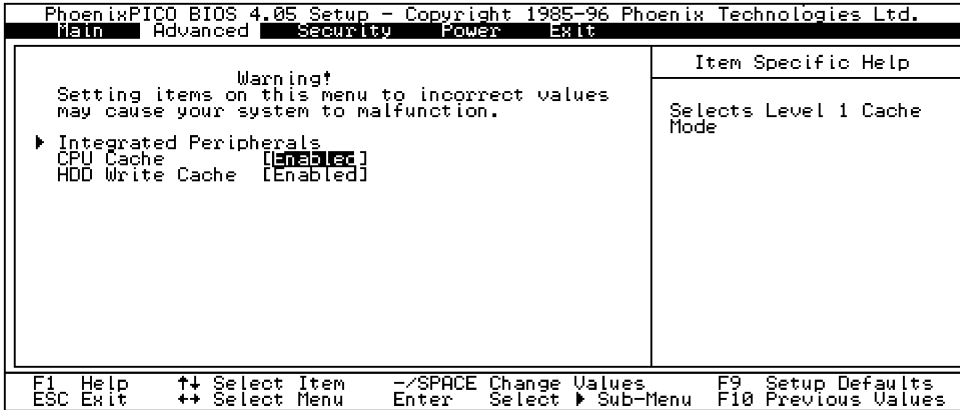 PhoenixPICO BIOS 4.05 Setup - Copyright 1985-96 Phoenix Technologies Ltd.
Main Advanced Security Power Exit
Warning!
Setting items on this menu to incorrect values
may cause your system to malfunction.
▶ Integrated Peripherals
CPU Cache [Enabled]
HDD Write Cache [Enabled]
Item Specific Help
Selects Level 1 Cache
Mode
F1 Help ↑↓ Select Item -/SPACE Change Values F9 Setup Defaults
ESC Exit ←→ Select Menu Enter Select ▶ Sub-Menu F10 Previous Values